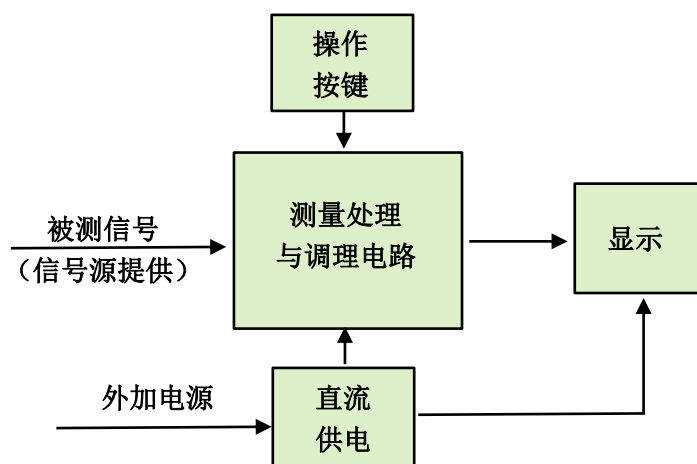 操作
按键
测量处理
与调理电路
被测信号
（信号源提供）
显示
外加电源
直流
供电